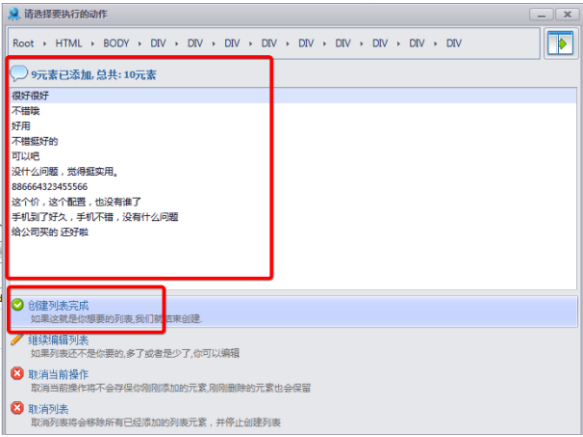 请选择要执行的动作
Root › HTML › BODY › DIV › DIV › DIV › DIV › DIV › DIV › DIV › DIV › DIV
9元素已添加, 总共: 10元素
很好很好
不错哦
好用
不错挺好的
可以吧
没什么问题，觉得挺实用。
886664323455566
这个价，这个配置，也没有谁了
手机到了好久，手机不错，没有什么问题
给公司买的 还好啦
创建列表完成
如果这就是你想要的列表,我们就结束创建.
继续编辑列表
如果列表还不是你要的,多了或者是少了,你可以编辑
取消当前操作
取消当前操作将不会存保你刚刚添加的元素,刚刚删除的元素也会保留
取消列表
取消列表将会移除所有已经添加的列表元素，并停止创建列表